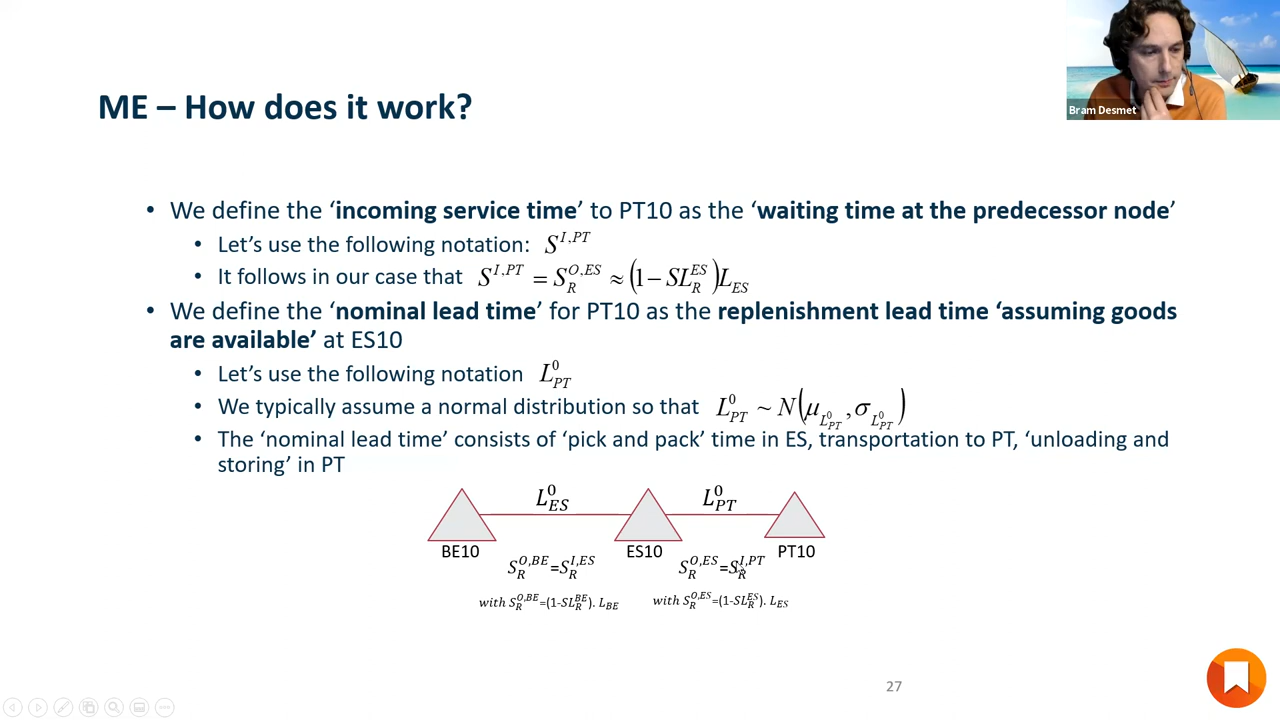 Bram Desmet
ME – How does it work?
• We define the ‘incoming service time’ to PT10 as the ‘waiting time at the predecessor node’
• Let’s use the following notation: S^{I,PT}
• It follows in our case that S^{I,PT} = S_R^{O,ES} ≈ (1 − SL_R^{ES}) L_{ES}
• We define the ‘nominal lead time’ for PT10 as the replenishment lead time ‘assuming goods
are available’ at ES10
• Let’s use the following notation L_{PT}^0
• We typically assume a normal distribution so that L_{PT}^0 ~ N(μ_{L_{PT}^0}, σ_{L_{PT}^0})
• The ‘nominal lead time’ consists of ‘pick and pack’ time in ES, transportation to PT, ‘unloading and
storing’ in PT
L_{ES}^0 L_{PT}^0
BE10 ES10 PT10
S_R^{O,BE}=S_R^{I,ES} S_R^{O,ES}=S_R^{I,PT}
with S_R^{O,BE}=(1-SL_R^{BE}). L_{BE} with S_R^{O,ES}=(1-SL_R^{ES}). L_{ES}
27